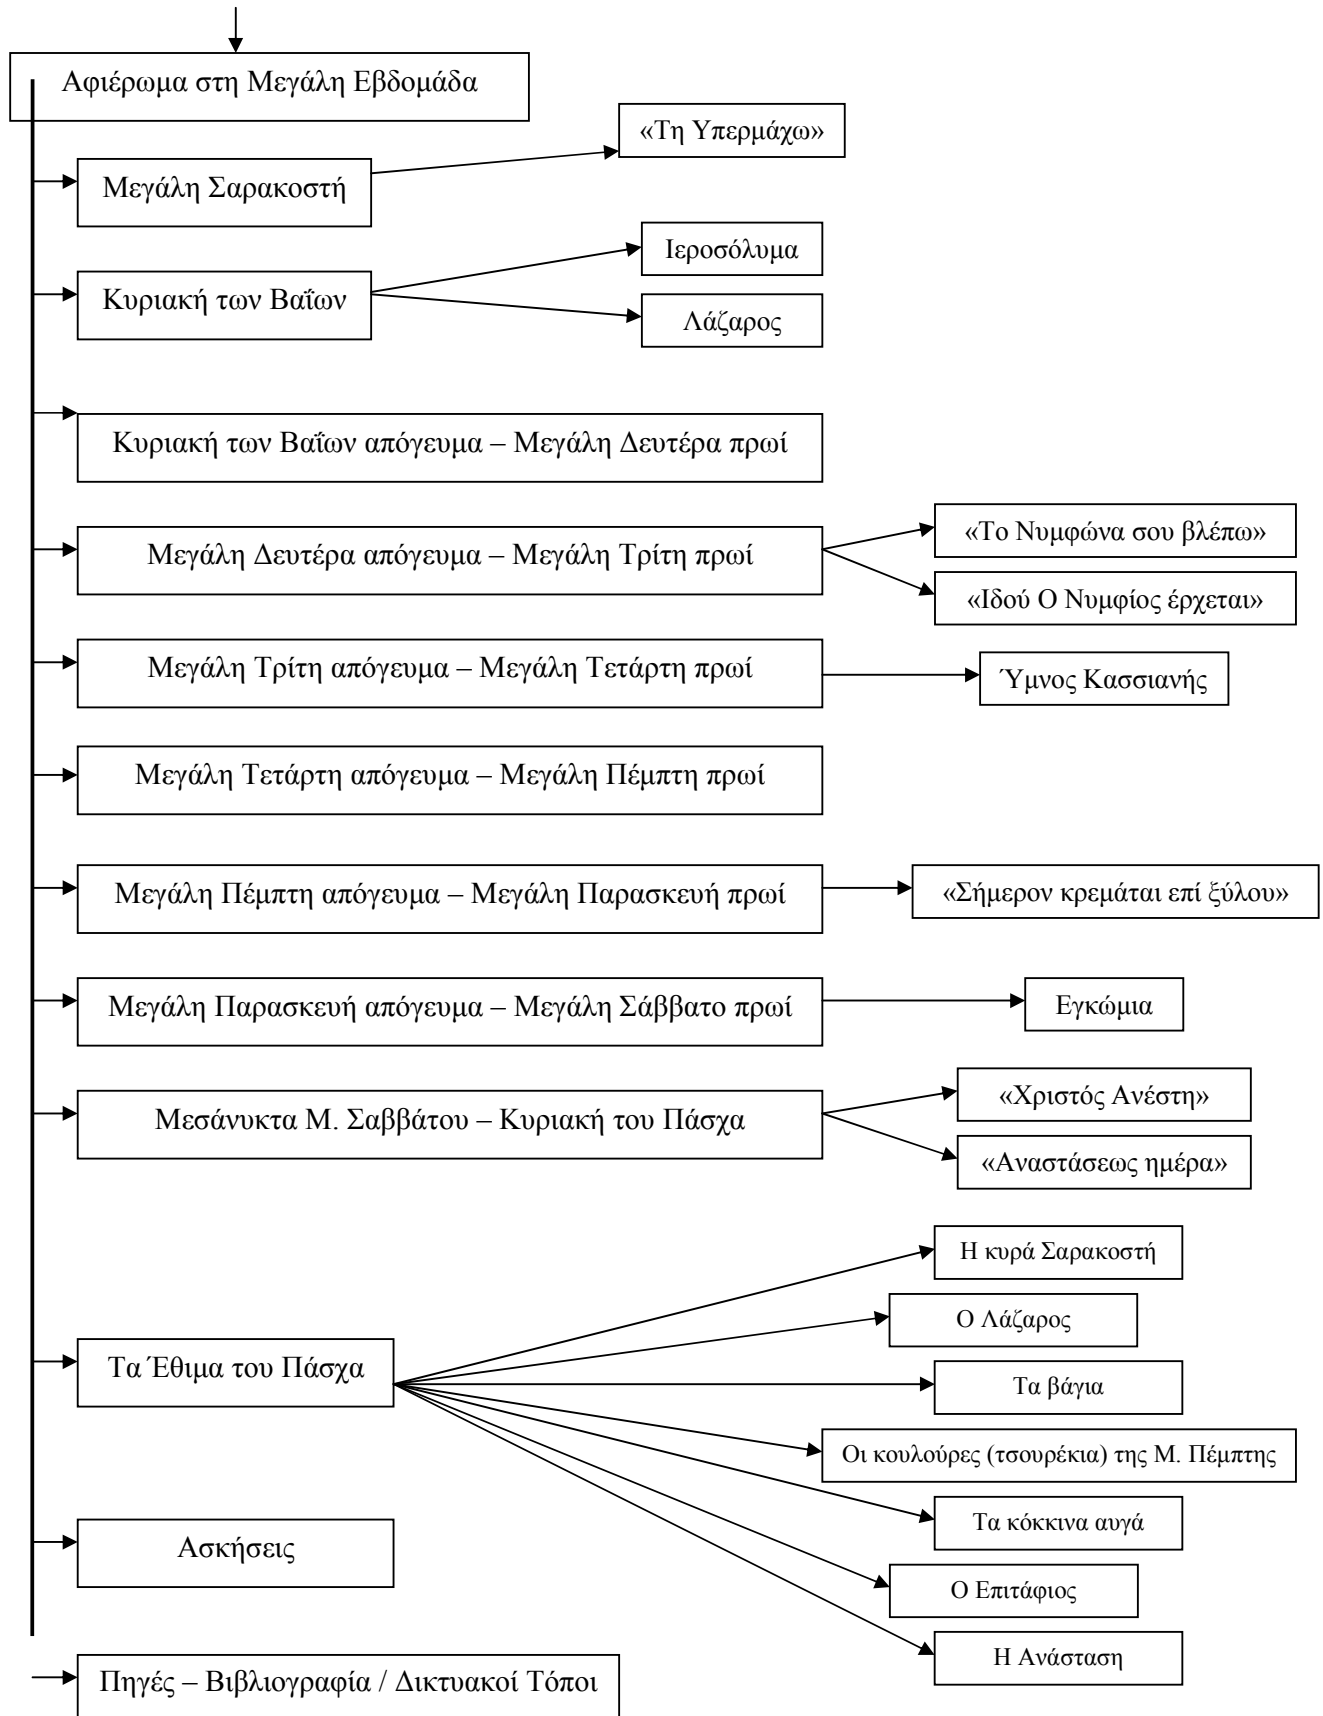 Αφιέρωμα στη Μεγάλη Εβδομάδα
«Τη Υπερμάχω»
Μεγάλη Σαρακοστή
Ιεροσόλυμα
Κυριακή των Βαΐων
Λάζαρος
Κυριακή των Βαΐων απόγευμα – Μεγάλη Δευτέρα πρωί
«Το Νυμφώνα σου βλέπω»
Μεγάλη Δευτέρα απόγευμα – Μεγάλη Τρίτη πρωί
«Ιδού Ο Νυμφίος έρχεται»
Μεγάλη Τρίτη απόγευμα – Μεγάλη Τετάρτη πρωί
Ύμνος Κασσιανής
Μεγάλη Τετάρτη απόγευμα – Μεγάλη Πέμπτη πρωί
Μεγάλη Πέμπτη απόγευμα – Μεγάλη Παρασκευή πρωί
«Σήμερον κρεμάται επί ξύλου»
Μεγάλη Παρασκευή απόγευμα – Μεγάλη Σάββατο πρωί
Εγκώμια
«Χριστός Ανέστη»
Μεσάνυκτα Μ. Σαββάτου – Κυριακή του Πάσχα
«Αναστάσεως ημέρα»
Η κυρά Σαρακοστή
Ο Λάζαρος
Τα Έθιμα του Πάσχα
Τα βάγια
Οι κουλούρες (τσουρέκια) της Μ. Πέμπτης
Τα κόκκινα αυγά
Ασκήσεις
Ο Επιτάφιος
Η Ανάσταση
Πηγές – Βιβλιογραφία / Δικτυακοί Τόποι